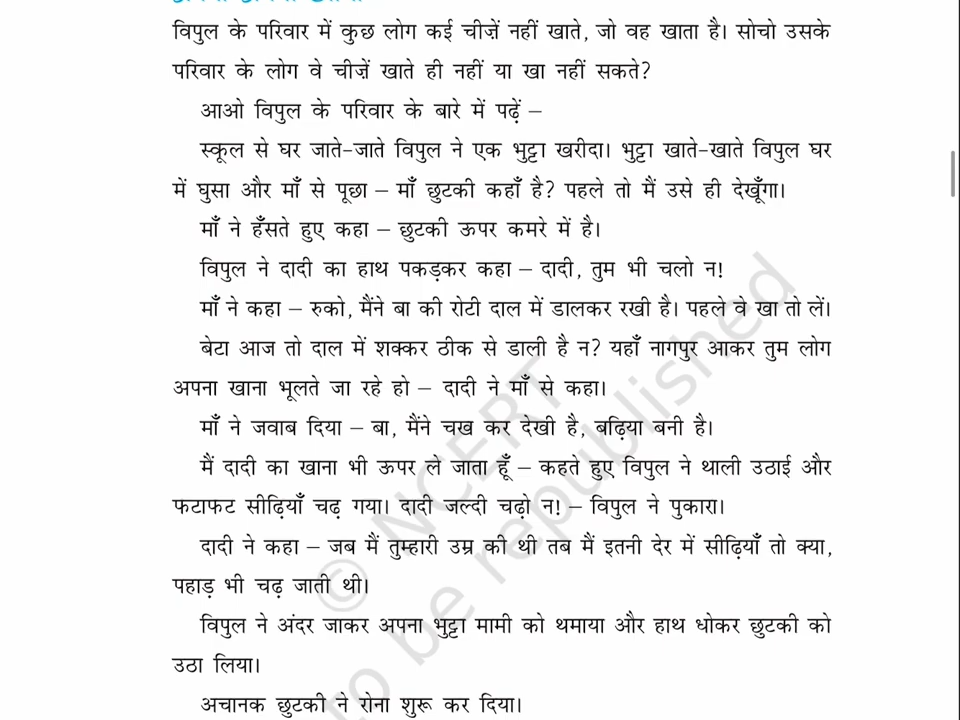 विपुल के परिवार में कुछ लोग कई चीज़ें नहीं खाते, जो वह खाता है। सोचो उसके
परिवार के लोग वे चीज़ें खाते ही नहीं या खा नहीं सकते?
आओ विपुल के परिवार के बारे में पढ़ें –
स्कूल से घर जाते-जाते विपुल ने एक भुट्टा खरीदा। भुट्टा खाते-खाते विपुल घर
में घुसा और माँ से पूछा – माँ छुटकी कहाँ है? पहले तो मैं उसे ही देखूँगा।
माँ ने हँसते हुए कहा – छुटकी ऊपर कमरे में है।
विपुल ने दादी का हाथ पकड़कर कहा – दादी, तुम भी चलो न!
माँ ने कहा – रुको, मैंने बा की रोटी दाल में डालकर रखी है। पहले वे खा तो लें।
बेटा आज तो दाल में शक्कर ठीक से डाली है न? यहाँ नागपुर आकर तुम लोग
अपना खाना भूलते जा रहे हो – दादी ने माँ से कहा।
माँ ने जवाब दिया – बा, मैंने चख कर देखी है, बढ़िया बनी है।
मैं दादी का खाना भी ऊपर ले जाता हूँ – कहते हुए विपुल ने थाली उठाई और
फटाफट सीढ़ियाँ चढ़ गया। दादी जल्दी चढ़ो न! – विपुल ने पुकारा।
दादी ने कहा – जब मैं तुम्हारी उम्र की थी तब मैं इतनी देर में सीढ़ियाँ तो क्या,
पहाड़ भी चढ़ जाती थी।
विपुल ने अंदर जाकर अपना भुट्टा मामी को थमाया और हाथ धोकर छुटकी को
उठा लिया।
अचानक छुटकी ने रोना शुरू कर दिया।
© NCERT
to be republished